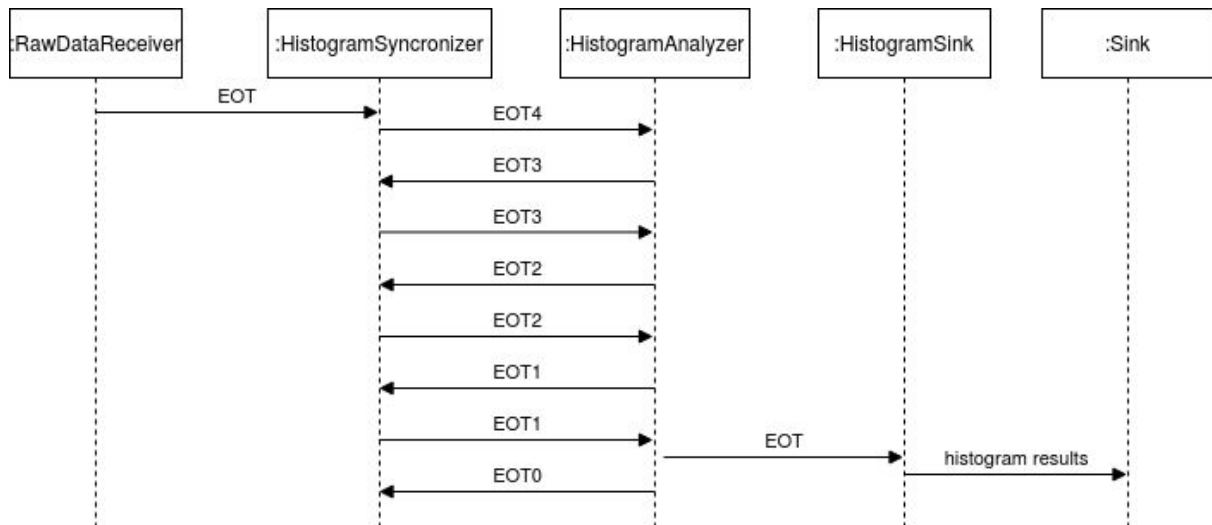 :RawDataReceiver
:HistogramSyncronizer
:HistogramAnalyzer
:HistogramSink
:Sink
EOT
EOT4
EOT3
EOT3
EOT2
EOT2
EOT1
EOT1
EOT
histogram results
EOT0